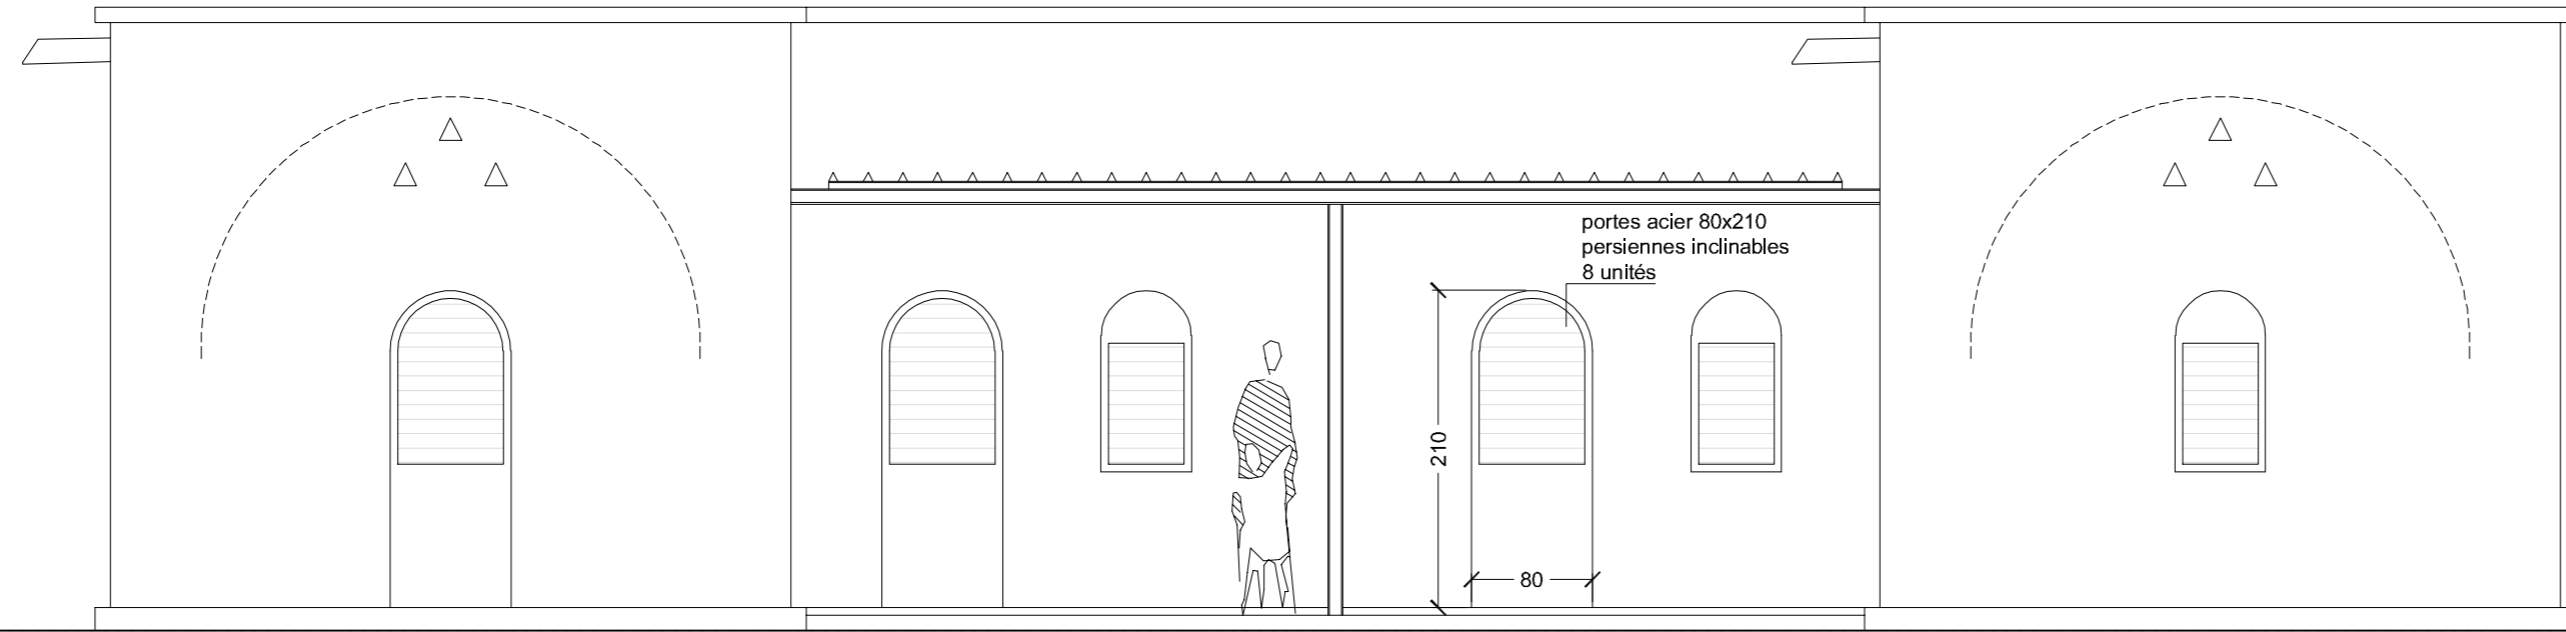 portes acier 80x210
persiennes inclinables
8 unités
210
80